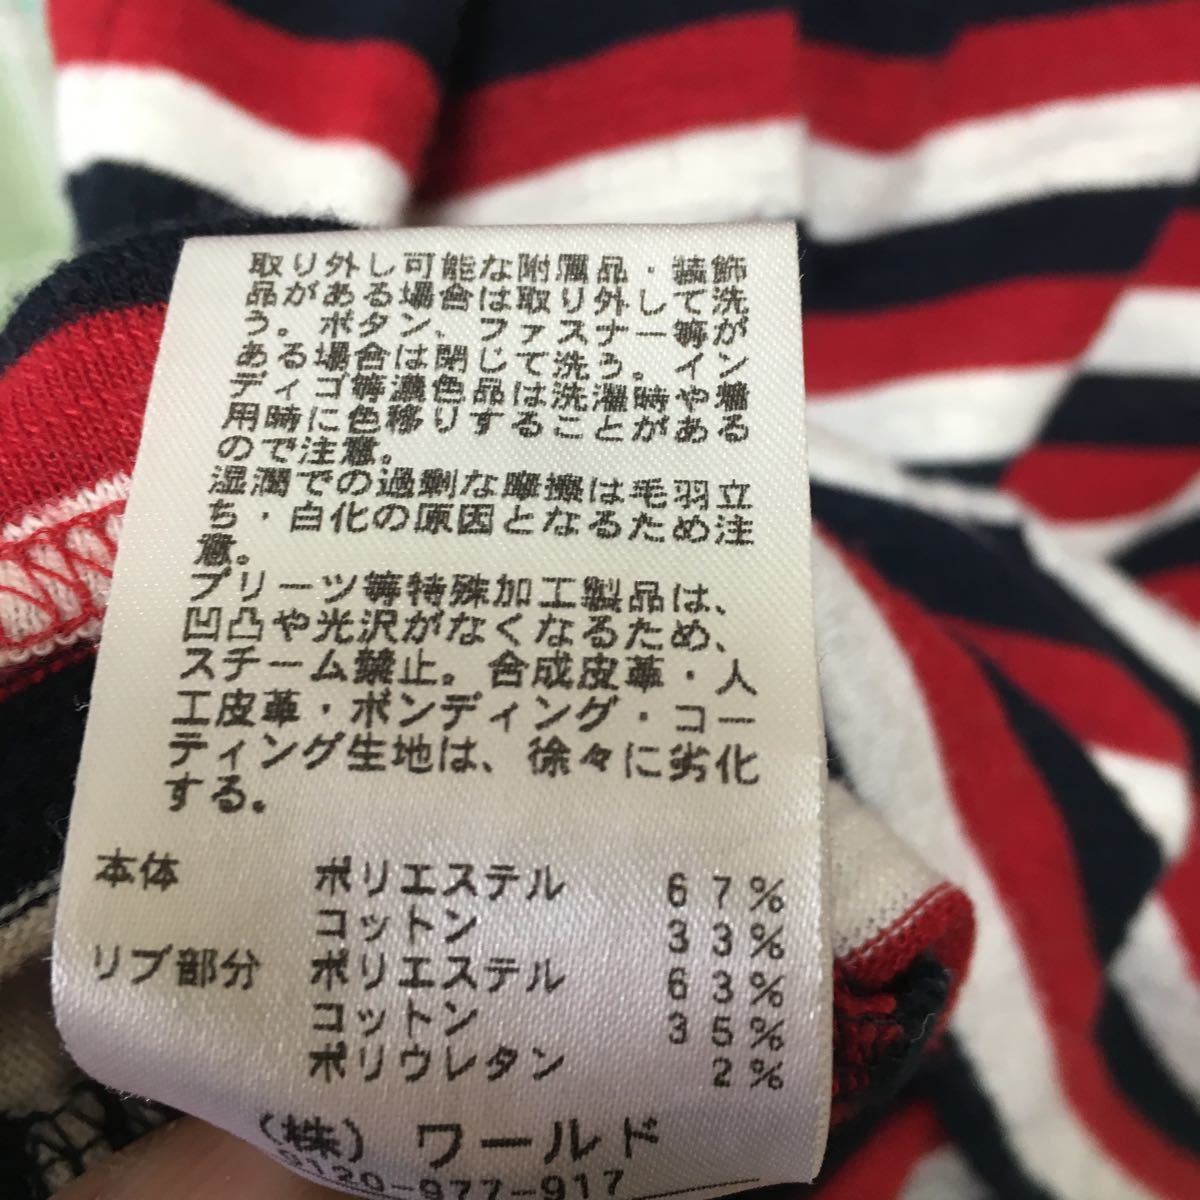 取り外し可能な附属品・装飾
品がある場合は取り外して洗
う。ボタン、ファスナー等が
ある場合は閉じて洗う。イン
ディゴ等濃色品は洗濯時や着
用時に色移りすることがある
ので注意。
湿潤での過剰な摩擦は毛羽立
ち・白化の原因となるため注
意。
プリーツ等特殊加工製品は、
凹凸や光沢がなくなるため、
スチーム禁止。合成皮革・人
工皮革・ボンディング・コー
ティング生地は、徐々に劣化
する。
本体 ポリエステル 67%
コットン 33%
リブ部分 ポリエステル 63%
コットン 35%
ポリウレタン 2%
(株) ワールド
0120-977-917